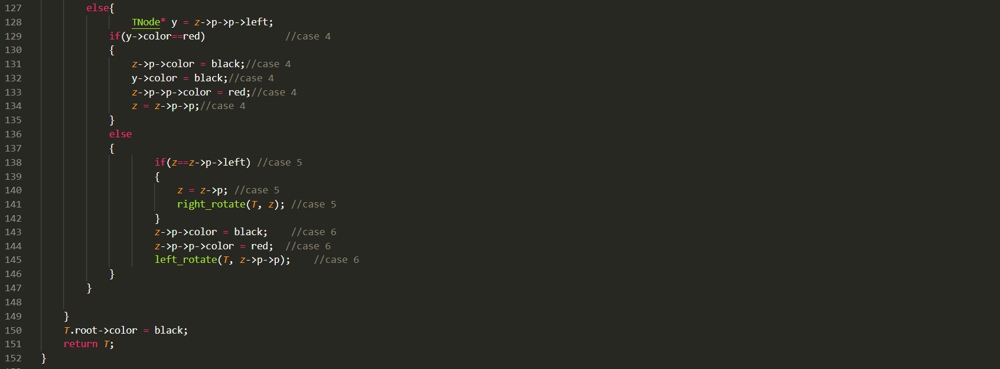 127 else{
128 TNode* y = z->p->p->left;
129 if(y->color==red) //case 4
130 {
131 z->p->color = black;//case 4
132 y->color = black;//case 4
133 z->p->p->color = red;//case 4
134 z = z->p->p;//case 4
135 }
136 else
137 {
138 if(z==z->p->left) //case 5
139 {
140 z = z->p; //case 5
141 right_rotate(T, z); //case 5
142 }
143 z->p->color = black; //case 6
144 z->p->p->color = red; //case 6
145 left_rotate(T, z->p->p); //case 6
146 }
147 }
148
149 }
150 T.root->color = black;
151 return T;
152 }